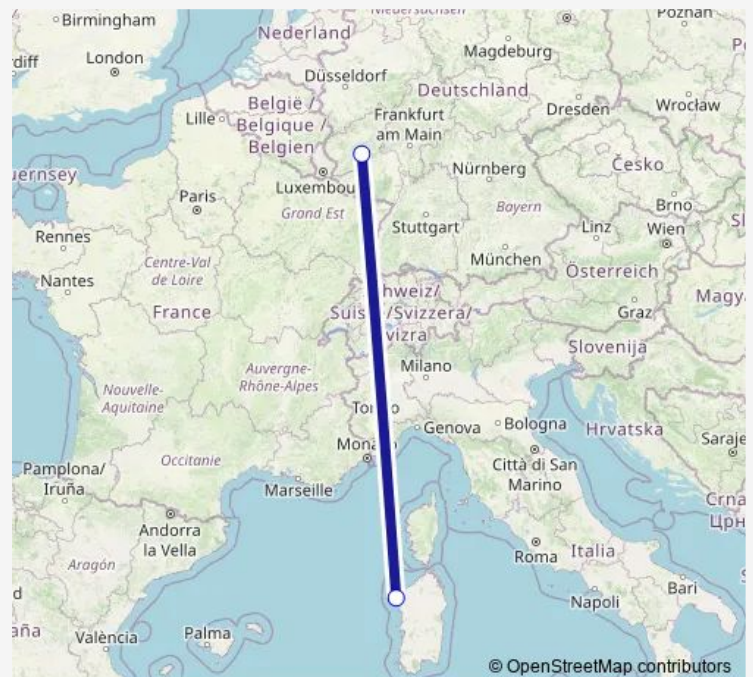 Birmingham
Niedersachsen
Poznań
Nederland
Magdeburg
diff
London
Düsseldorf
Deutschland
België /
Belgique /
Belgien
Lille
Frankfurt
am Main
Dresden
Wrocław
uernsey
Luxembou
Česko
Nürnberg
Paris
Grand Est
Bayern
Brno
Rennes
Stuttgart
Linz
Wien
Centre-Val
de Loire
München
Österreich
Nantes
France
hweiz/
Suis
/Svizzera/
vizra
Magy
Graz
Slovenija
Auvergne-
Rhône-Alpes
Milano
Nouvelle-
Aquitaine
To
o
Genova
Bologna
Hrvatska
Mona
o
Saraje
Occitanie
Pamplona/
Iruña
Marseille
Città di San
Marino
Crna
Црн
Andorra
la Vella
Aragón
Roma
Italia
d
Napoli
Bari
aña
València
Palma
© OpenStreetMap contributors